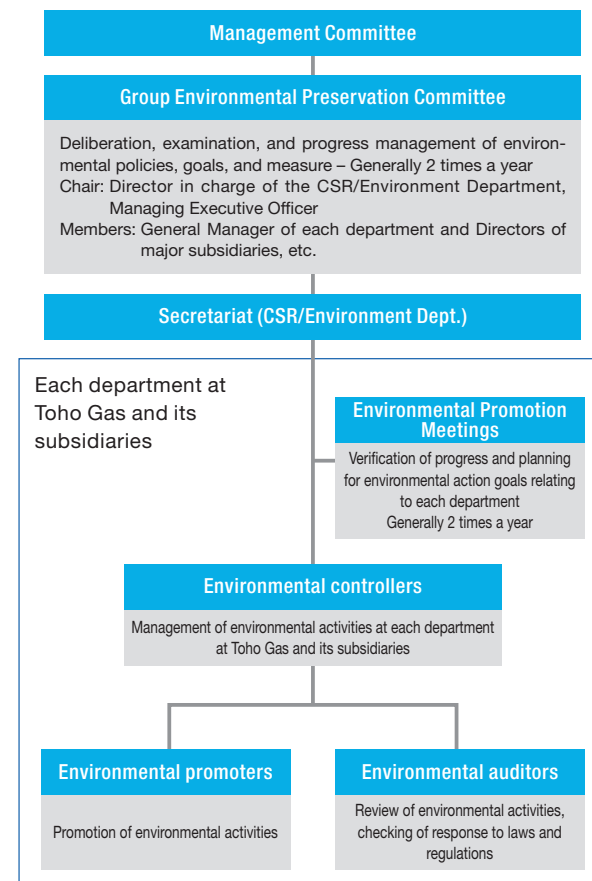 Management Committee
Group Environmental Preservation Committee
Deliberation, examination, and progress management of environ-
mental policies, goals, and measure – Generally 2 times a year
Chair: Director in charge of the CSR/Environment Department,
Managing Executive Officer
Members: General Manager of each department and Directors of
major subsidiaries, etc.
Secretariat (CSR/Environment Dept.)
Each department at
Toho Gas and its
subsidiaries
Environmental Promotion
Meetings
Verification of progress and planning
for environmental action goals relating
to each department
Generally 2 times a year
Environmental controllers
Management of environmental activities at each department
at Toho Gas and its subsidiaries
Environmental promoters
Promotion of environmental activities
Environmental auditors
Review of environmental activities,
checking of response to laws and
regulations